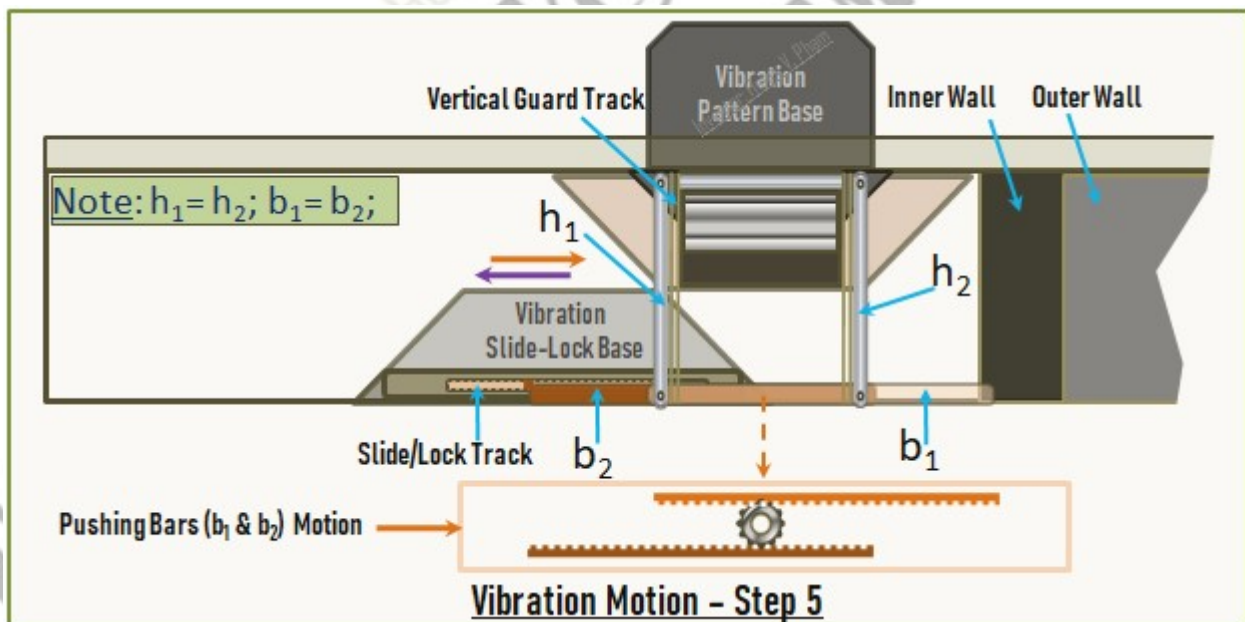 Vibration
Pattern Base
Vertical Guard Track
Inner Wall
Outer Wall
Note: h₁= h₂; b₁= b₂;
h₁
h₂
Vibration
Slide-Lock Base
Slide/Lock Track
b₂
b₁
Pushing Bars (b₁ & b₂) Motion
Vibration Motion – Step 5